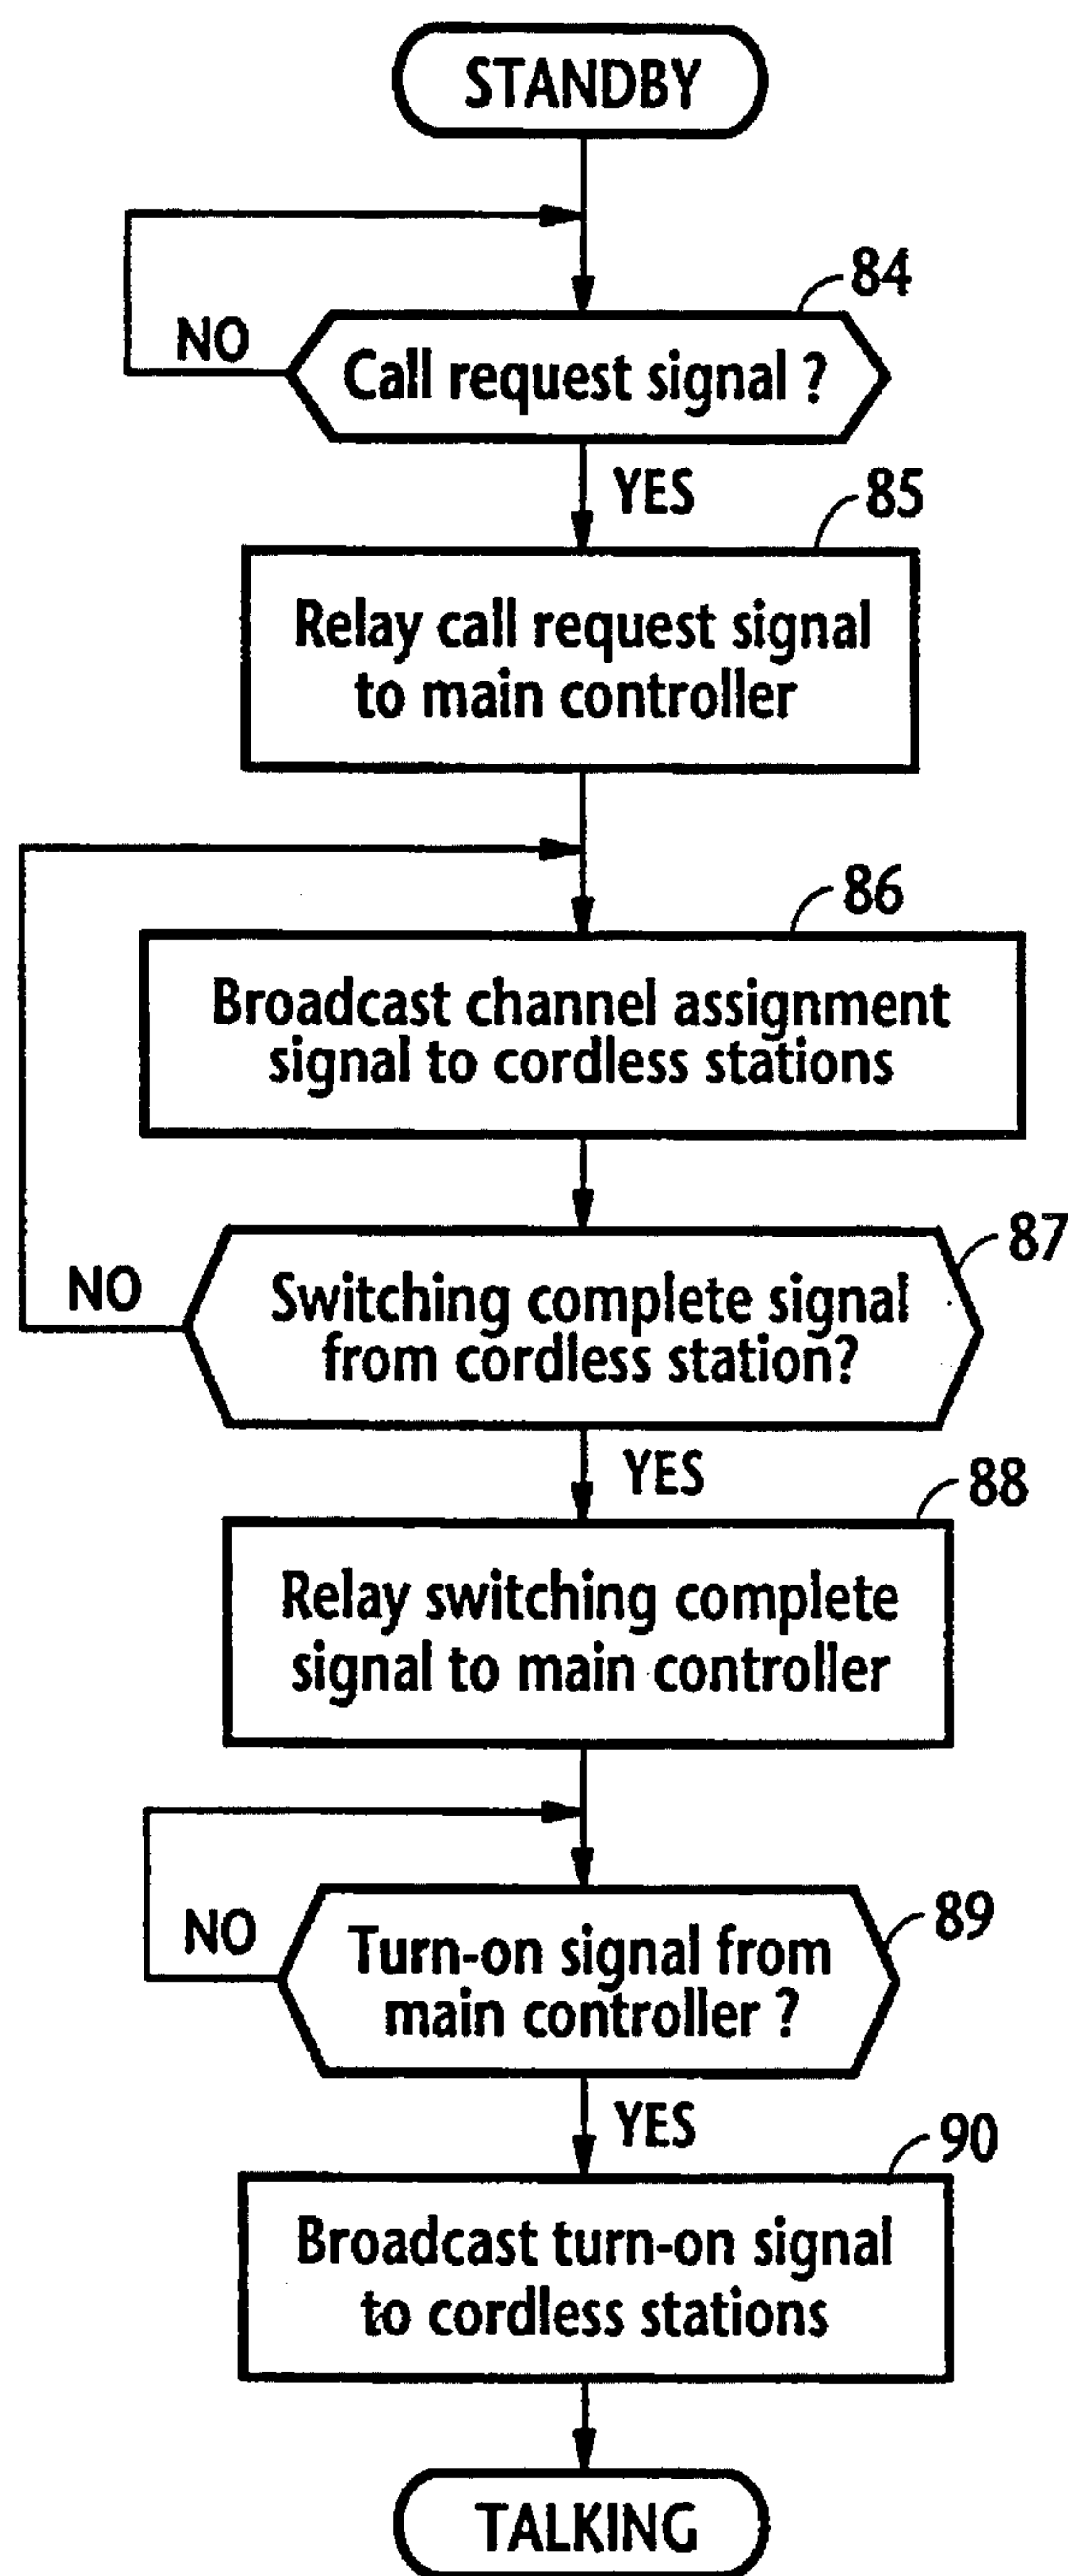 STANDBY
84
NO
Call request signal ?
YES
85
Relay call request signal
to main controller
86
Broadcast channel assignment
signal to cordless stations
87
NO
Switching complete signal
from cordless station?
YES
88
Relay switching complete
signal to main controller
89
NO
Turn-on signal from
main controller ?
YES
90
Broadcast turn-on signal
to cordless stations
TALKING